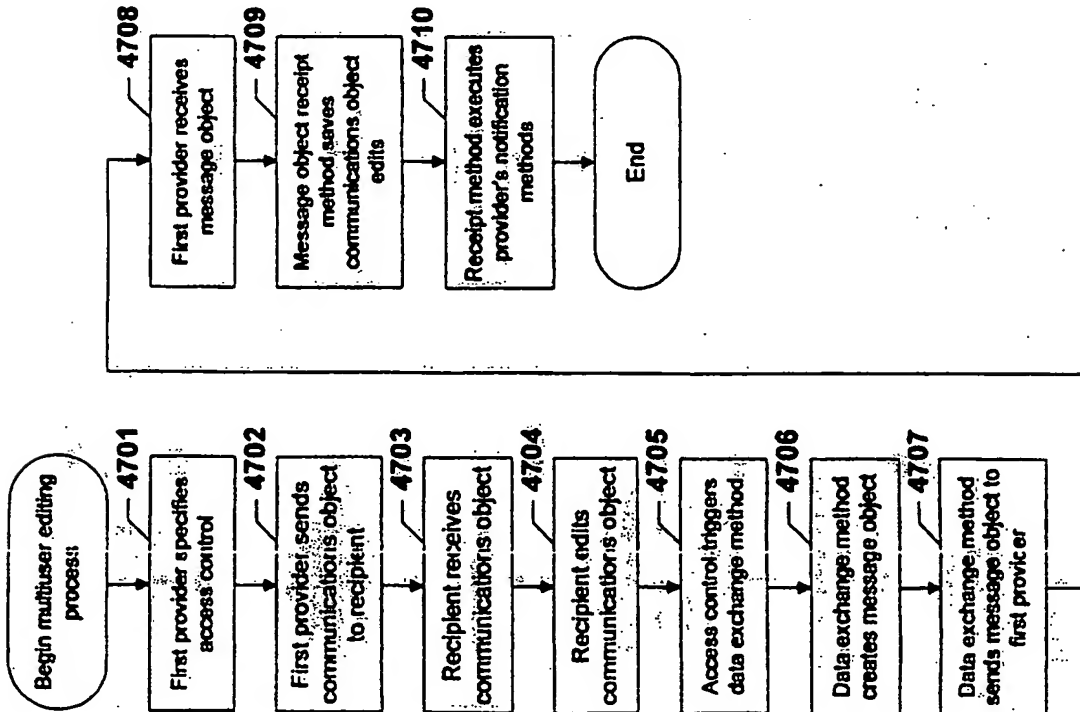 Begin multiuser editing
process
4701
First provider specifies
access control
4702
First provider sends
communications object
to recipient
4703
Recipient receives
communications object
4704
Recipient edits
communications object
4705
Access control triggers
data exchange method
4706
Data exchange method
creates message object
4707
Data exchange method
sends message object to
first provider
4708
First provider receives
message object
4709
Message object receipt
method saves
communications object
edits
4710
Receipt method executes
provider's notification
methods
End